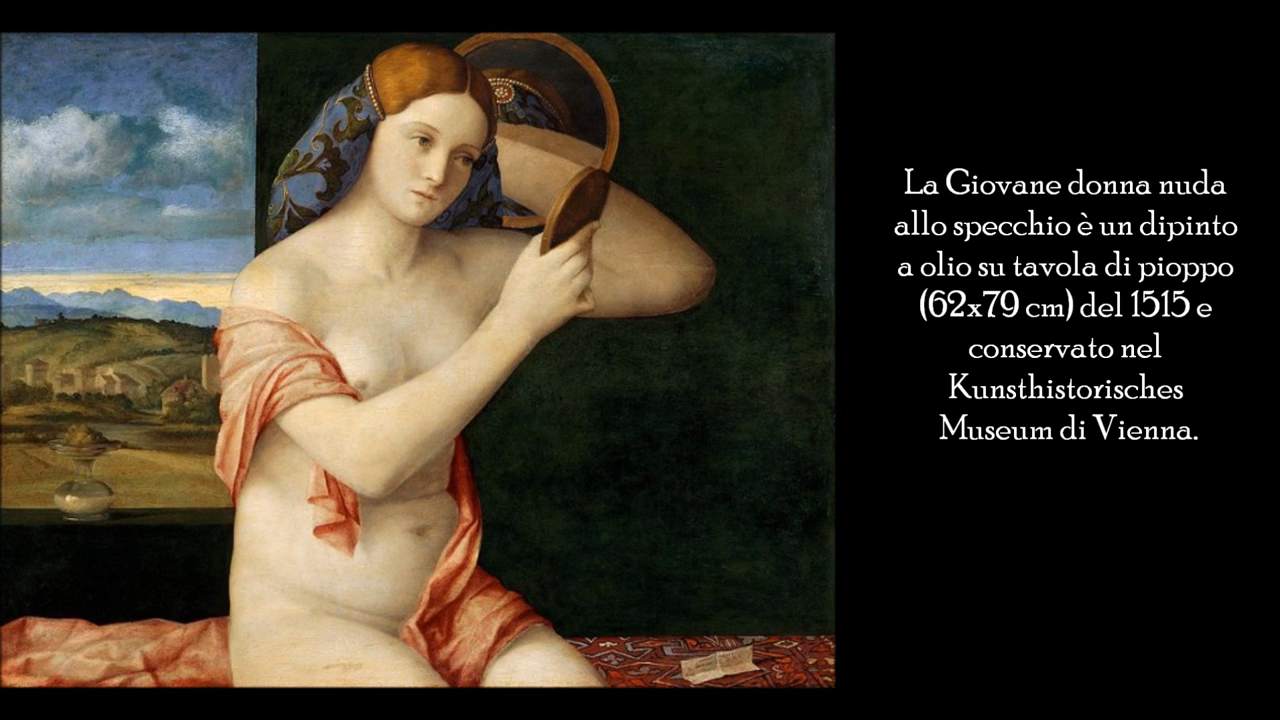 La Giovane donna nuda
allo specchio è un dipinto
a olio su tavola di pioppo
(62x79 cm) del 1515 e
conservato nel
Kunsthistorisches
Museum di Vienna.